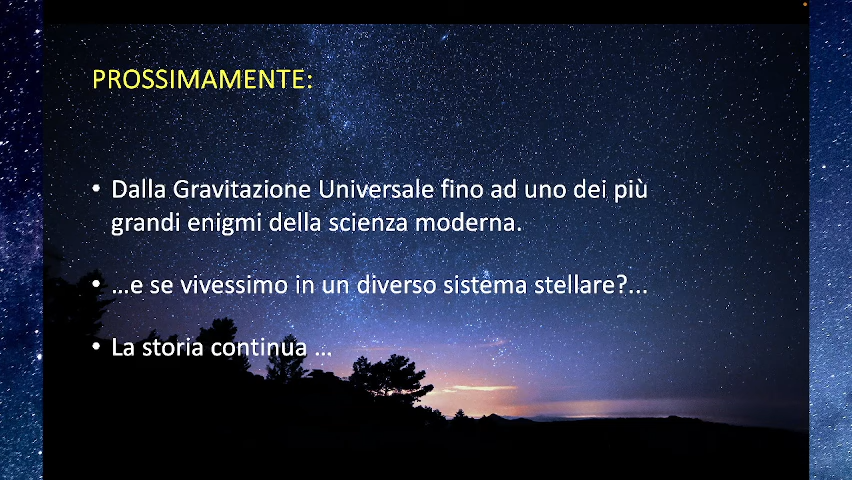 PROSSIMAMENTE:
• Dalla Gravitazione Universale fino ad uno dei più
grandi enigmi della scienza moderna.
• …e se vivessimo in un diverso sistema stellare?...
• La storia continua …